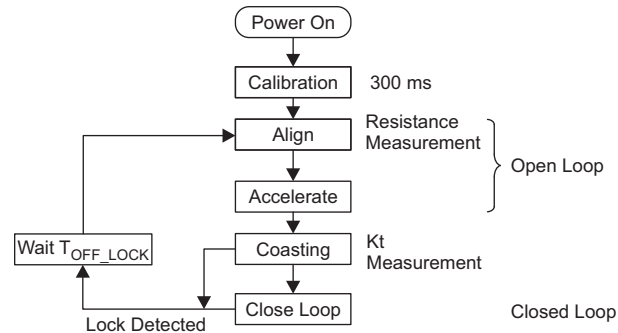 Power On
Calibration
300 ms
Align
Resistance
Measurement
Open Loop
Accelerate
Wait TOFF_LOCK
Coasting
Kt
Measurement
Close Loop
Closed Loop
Lock Detected